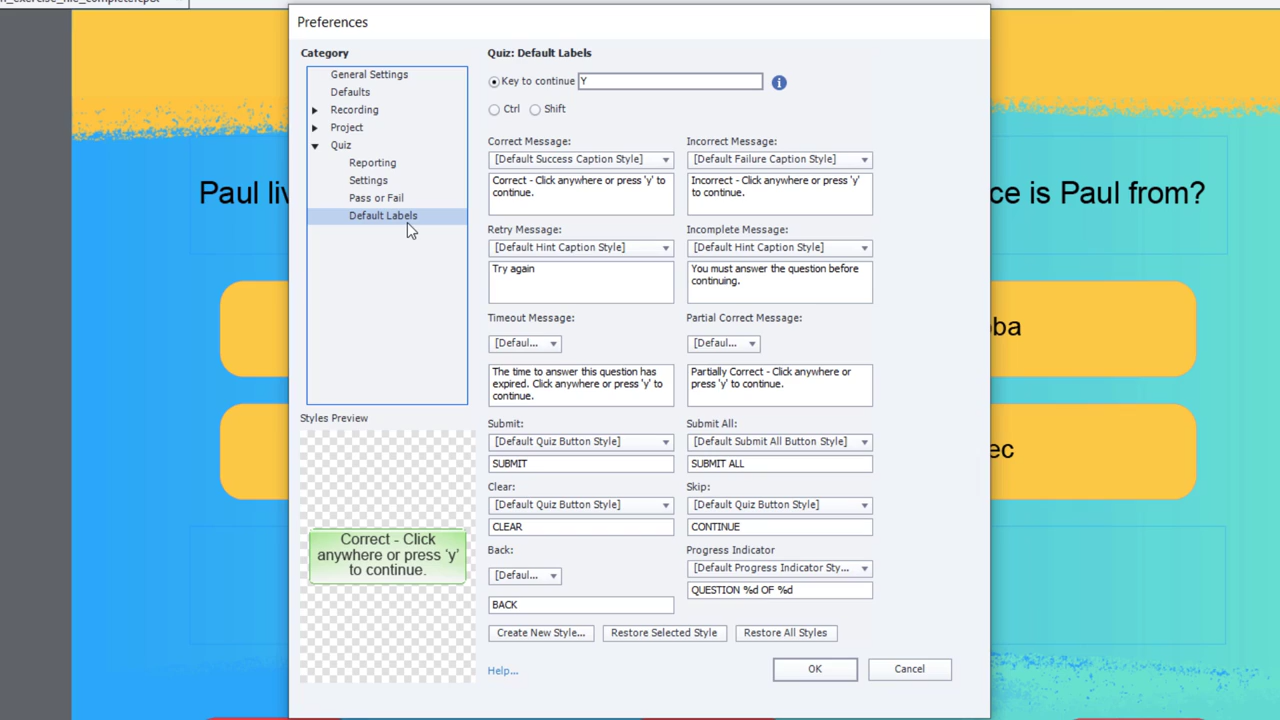 Preferences
Category
General Settings
Defaults
Recording
Project
Quiz
Reporting
Settings
Pass or Fail
Default Labels
Styles Preview
Correct - Click
anywhere or press 'y'
to continue.
Quiz: Default Labels
Key to continue Y
Ctrl Shift
Correct Message: Incorrect Message:
[Default Success Caption Style] [Default Failure Caption Style]
Correct - Click anywhere or press 'y' to
continue.
Incorrect - Click anywhere or press 'y'
to continue.
Retry Message: Incomplete Message:
[Default Hint Caption Style] [Default Hint Caption Style]
Try again
You must answer the question before
continuing.
Timeout Message: Partial Correct Message:
[Defaul... [Defaul...
The time to answer this question has
expired. Click anywhere or press 'y' to
continue.
Partially Correct - Click anywhere or
press 'y' to continue.
Submit: Submit All:
[Default Quiz Button Style] [Default Submit All Button Style]
SUBMIT SUBMIT ALL
Clear: Skip:
[Default Quiz Button Style] [Default Quiz Button Style]
CLEAR CONTINUE
Back: Progress Indicator
[Defaul... [Default Progress Indicator Sty...
BACK QUESTION %d OF %d
Create New Style... Restore Selected Style Restore All Styles
Help... OK Cancel
Paul liv
ce is Paul from?
ba
ec